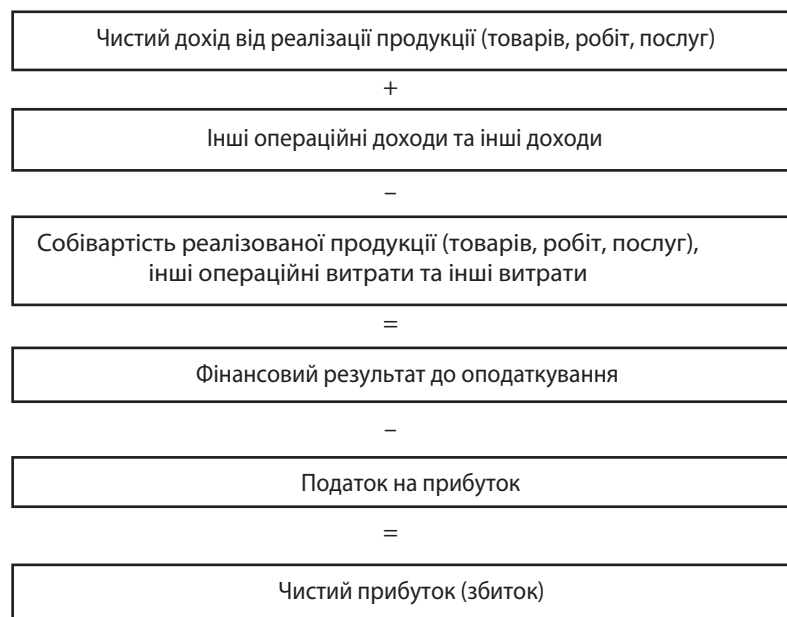 Чистий дохід від реалізації продукції (товарів, робіт, послуг)
+
Інші операційні доходи та інші доходи
–
Собівартість реалізованої продукції (товарів, робіт, послуг),
інші операційні витрати та інші витрати
=
Фінансовий результат до оподаткування
–
Податок на прибуток
=
Чистий прибуток (збиток)